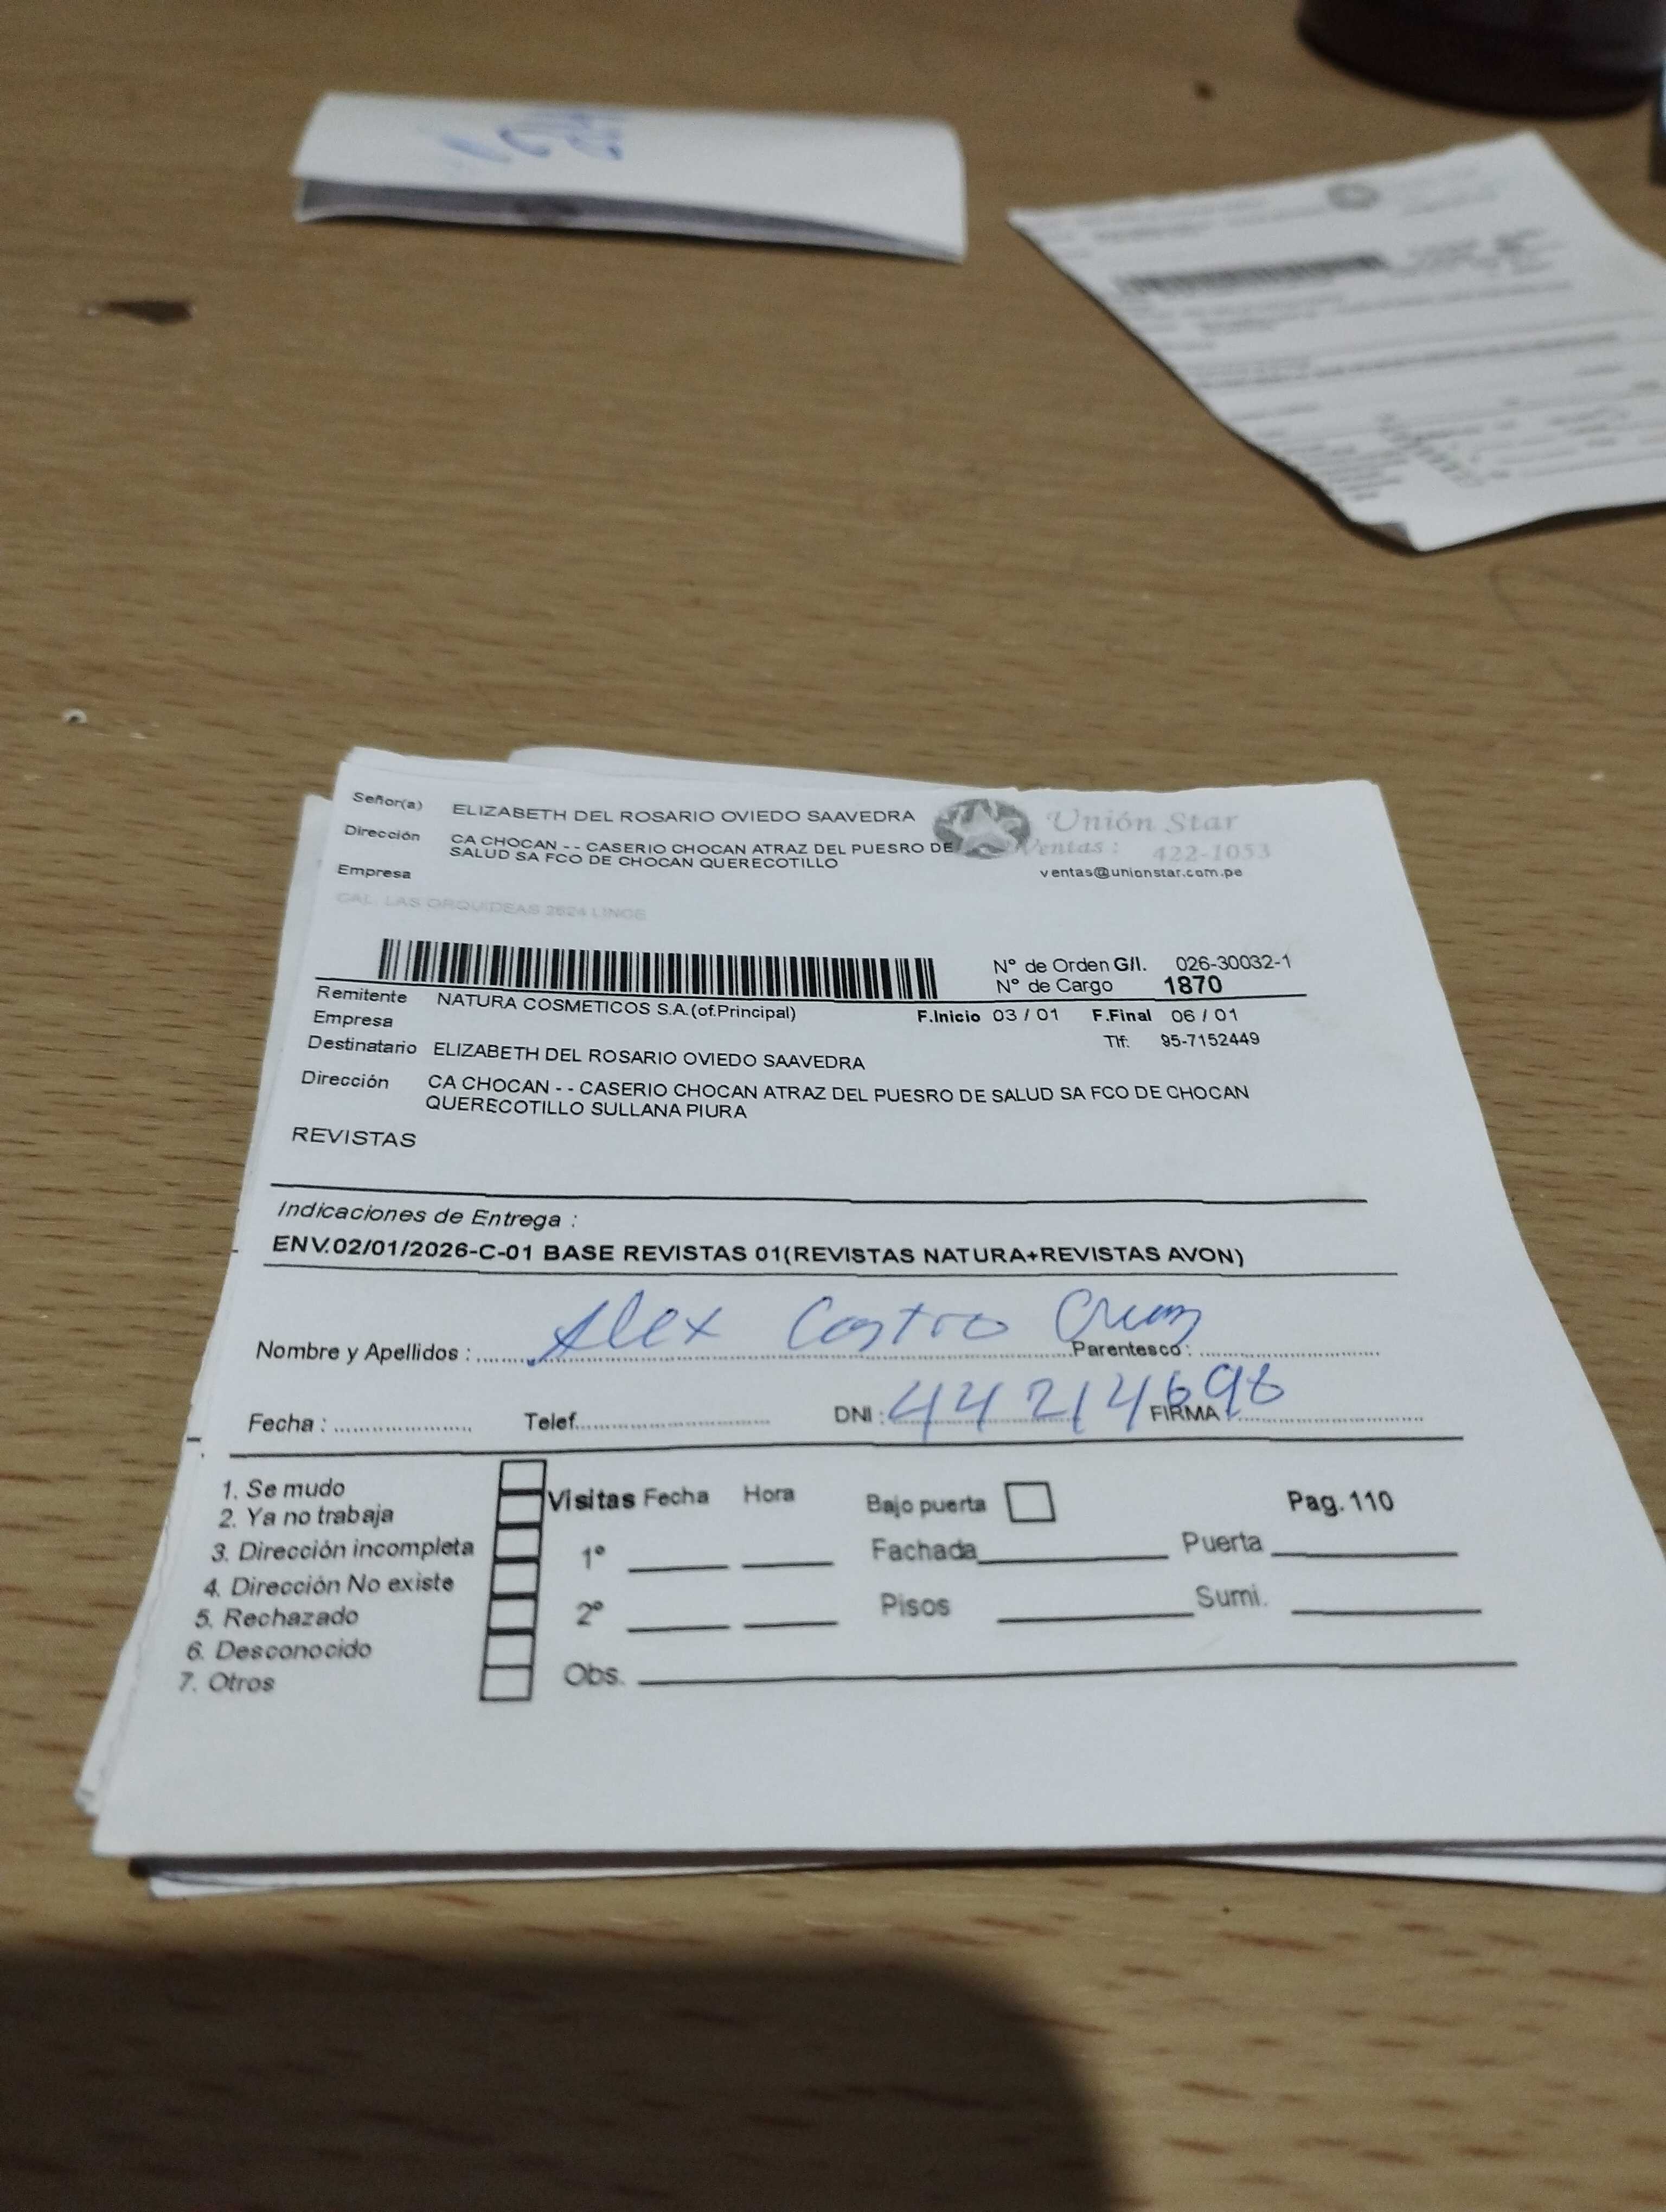 Señor(a) ELIZABETH DEL ROSARIO OVIEDO SAAVEDRA
Unión Star
Dirección CA CHOCAN - - CASERIO CHOCAN ATRAZ DEL PUESRO DE
SALUD SA FCO DE CHOCAN QUERECOTILLO
Ventas : 422-1053
Empresa
ventas@unionstar.com.pe
CAL. LAS ORQUIDEAS 2624 LINCE
N° de Orden G/I. 026-30032-1
N° de Cargo 1870
Remitente NATURA COSMETICOS S.A.(of.Principal)
F.Inicio 03 / 01 F.Final 06 / 01
Empresa
Tlf: 95-7152449
Destinatario ELIZABETH DEL ROSARIO OVIEDO SAAVEDRA
Dirección CA CHOCAN - - CASERIO CHOCAN ATRAZ DEL PUESRO DE SALUD SA FCO DE CHOCAN
QUERECOTILLO SULLANA PIURA
REVISTAS
Indicaciones de Entrega :
ENV.02/01/2026-C-01 BASE REVISTAS 01(REVISTAS NATURA+REVISTAS AVON)
Nombre y Apellidos : Alex Castro Cruz Parentesco :
Fecha : Telef. DNI : 44214698 FIRMA :
1. Se mudo
2. Ya no trabaja
3. Dirección incompleta
4. Dirección No existe
5. Rechazado
6. Desconocido
7. Otros
Visitas Fecha Hora
1°
2°
Obs.
Bajo puerta
Pag. 110
Fachada Puerta
Pisos Sumi.